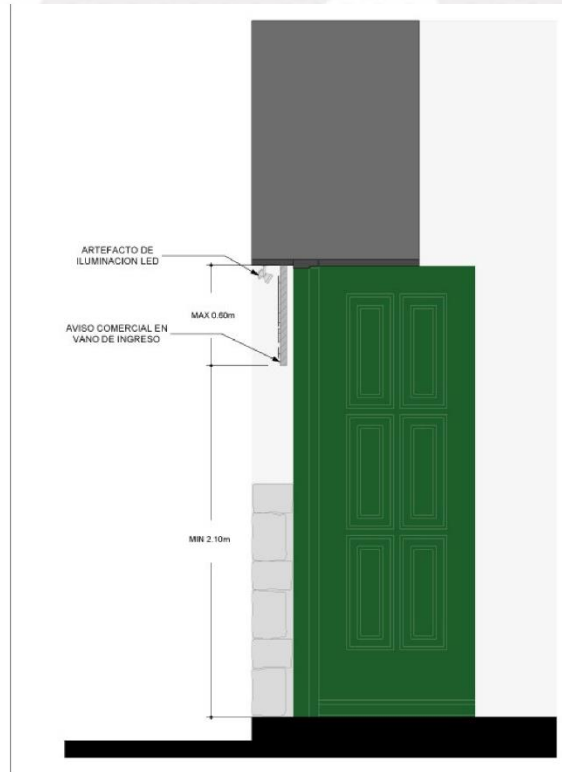 ARTEFACTO DE
ILUMINACION LED
MAX 0.60m
AVISO COMERCIAL EN
VANO DE INGRESO
MIN 2.10m